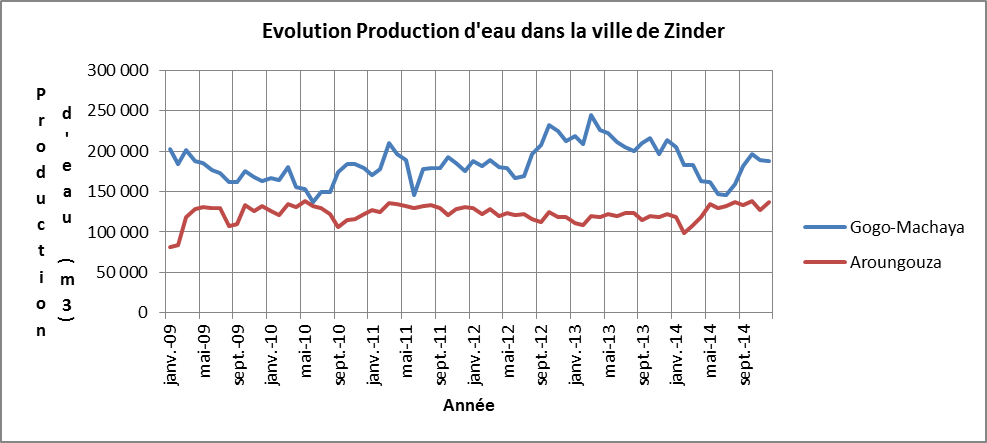 Evolution Production d'eau dans la ville de Zinder
Production
d'eau (m3)
300 000
250 000
200 000
150 000
100 000
50 000
0
janv.-09
mai-09
sept.-09
janv.-10
mai-10
sept.-10
janv.-11
mai-11
sept.-11
janv.-12
mai-12
sept.-12
janv.-13
mai-13
sept.-13
janv.-14
mai-14
sept.-14
Année
Gogo-Machaya
Aroungouza